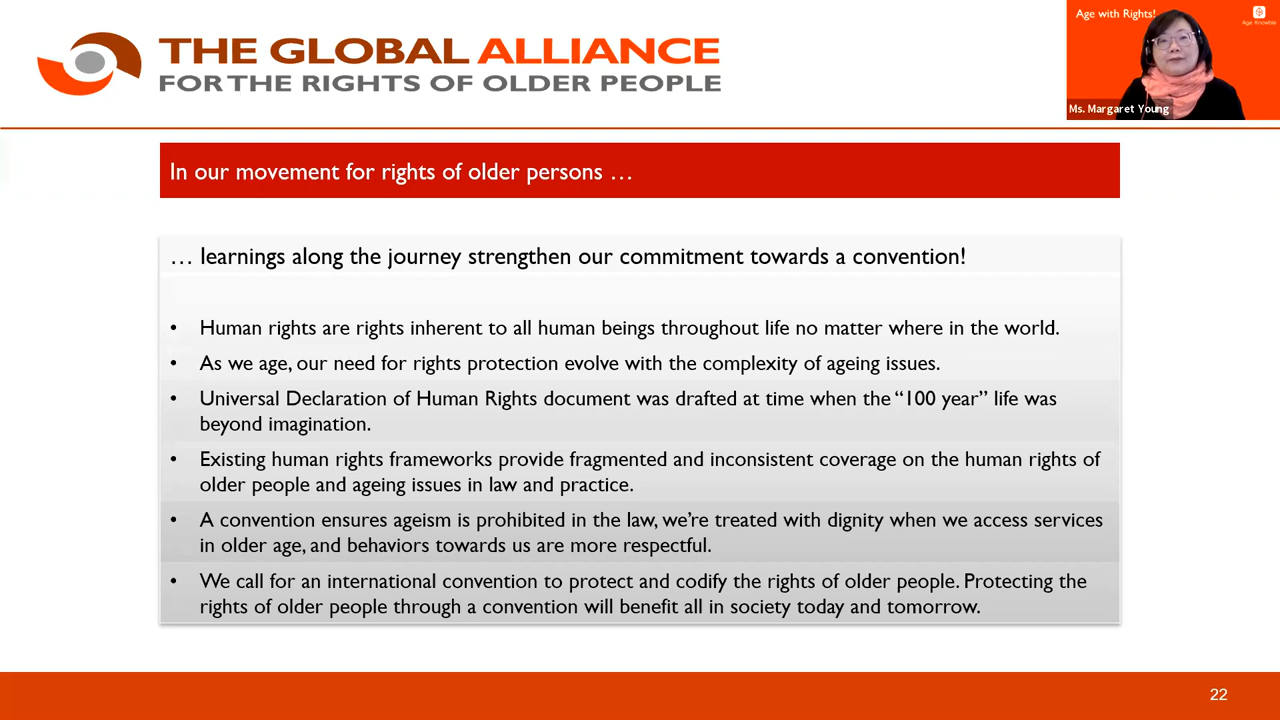 THE GLOBAL ALLIANCE
FOR THE RIGHTS OF OLDER PEOPLE
Age with Rights!
Age Knowble
Ms. Margaret Young
In our movement for rights of older persons …
… learnings along the journey strengthen our commitment towards a convention!
• Human rights are rights inherent to all human beings throughout life no matter where in the world.
• As we age, our need for rights protection evolve with the complexity of ageing issues.
• Universal Declaration of Human Rights document was drafted at time when the “100 year” life was
beyond imagination.
• Existing human rights frameworks provide fragmented and inconsistent coverage on the human rights of
older people and ageing issues in law and practice.
• A convention ensures ageism is prohibited in the law, we’re treated with dignity when we access services
in older age, and behaviors towards us are more respectful.
• We call for an international convention to protect and codify the rights of older people. Protecting the
rights of older people through a convention will benefit all in society today and tomorrow.
22